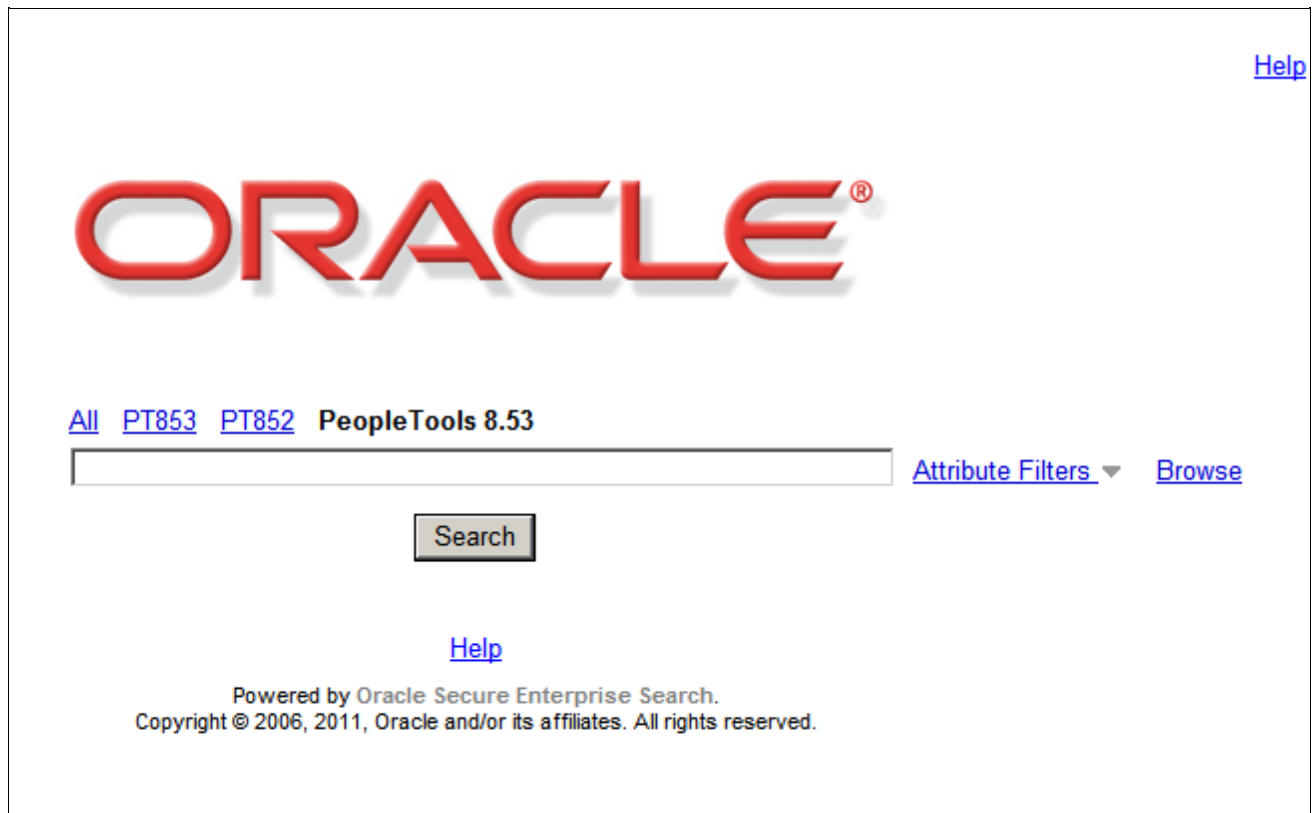 Help
ORACLE®
All PT853 PT852 PeopleTools 8.53
Attribute Filters Browse
Search
Help
Powered by Oracle Secure Enterprise Search.
Copyright © 2006, 2011, Oracle and/or its affiliates. All rights reserved.